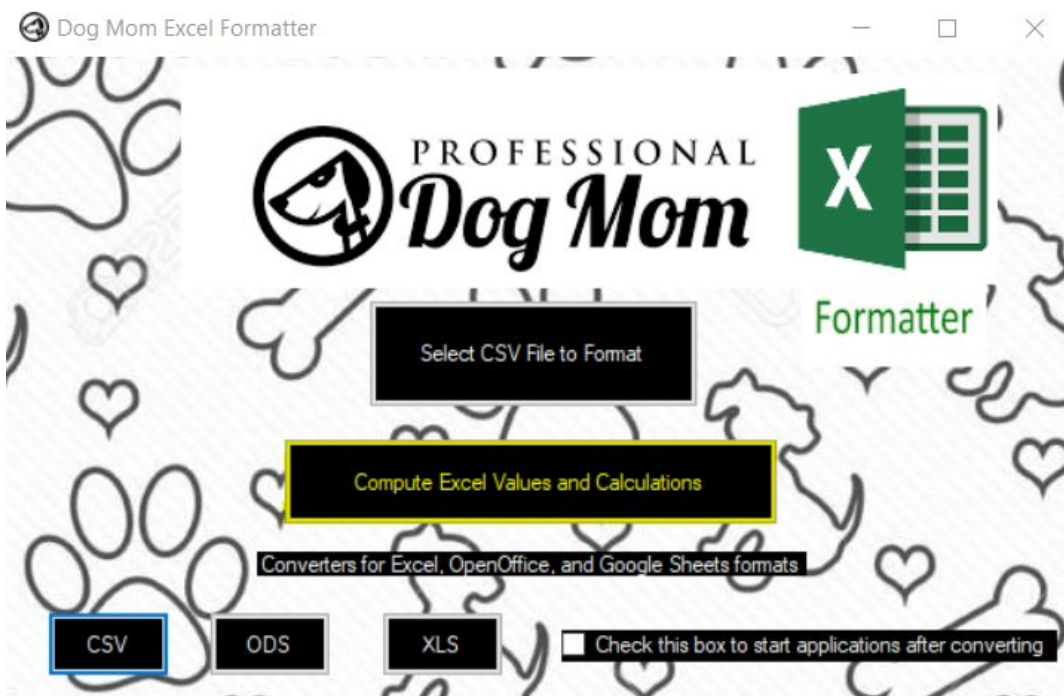 Dog Mom Excel Formatter
PROFESSIONAL
Dog Mom
X
Formatter
Select CSV File to Format
Compute Excel Values and Calculations
Converters for Excel, OpenOffice, and Google Sheets formats
CSV
ODS
XLS
Check this box to start applications after converting